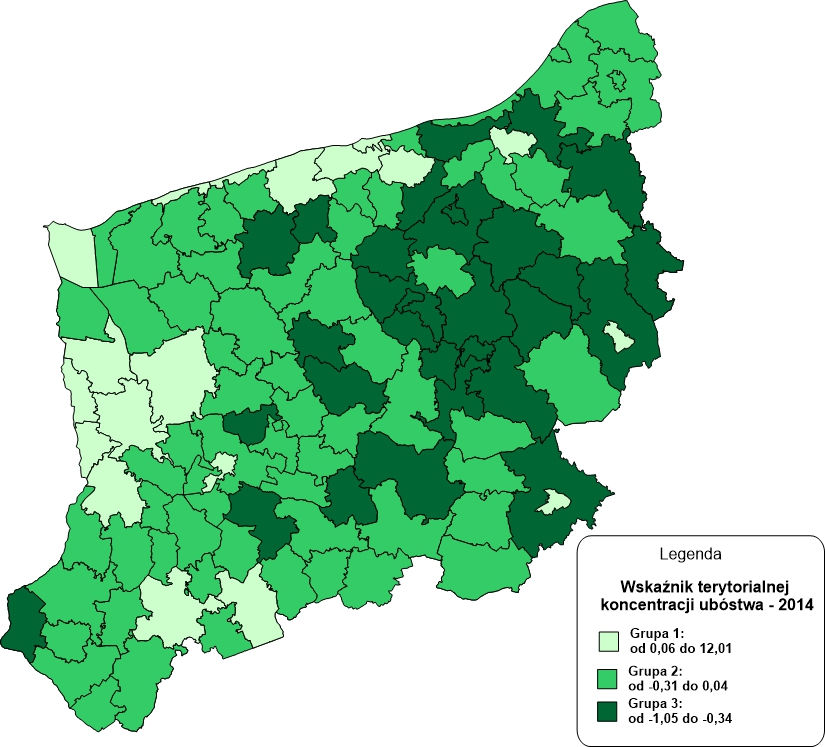 Legenda
Wskaźnik terytorialnej
koncentracji ubóstwa - 2014
Grupa 1:
od 0,06 do 12,01
Grupa 2:
od -0,31 do 0,04
Grupa 3:
od -1,05 do -0,34